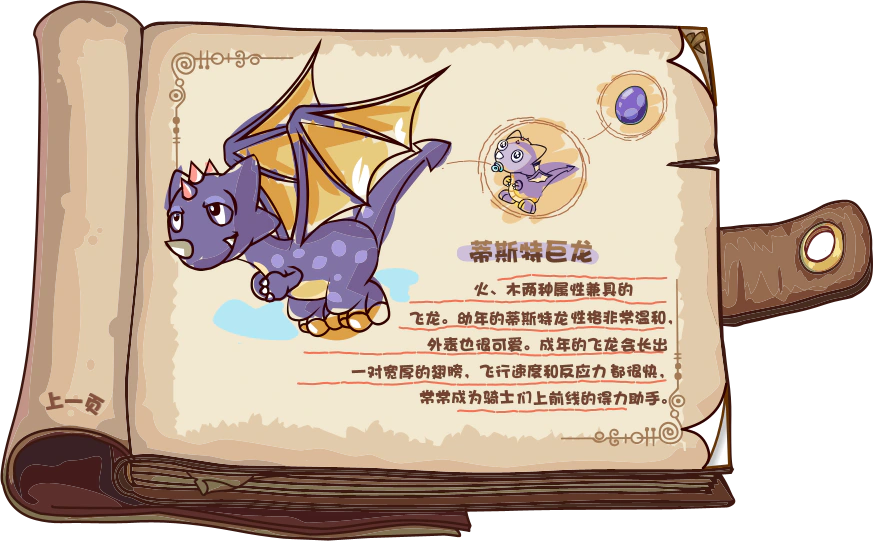 蒂斯特巨龙
火、木两种属性兼具的
飞龙。幼年的蒂斯特龙性格非常温和，
外表也很可爱。成年的飞龙会长出
一对宽厚的翅膀，飞行速度和反应力都很快，
常常成为骑士们上前线的得力助手。
上一页